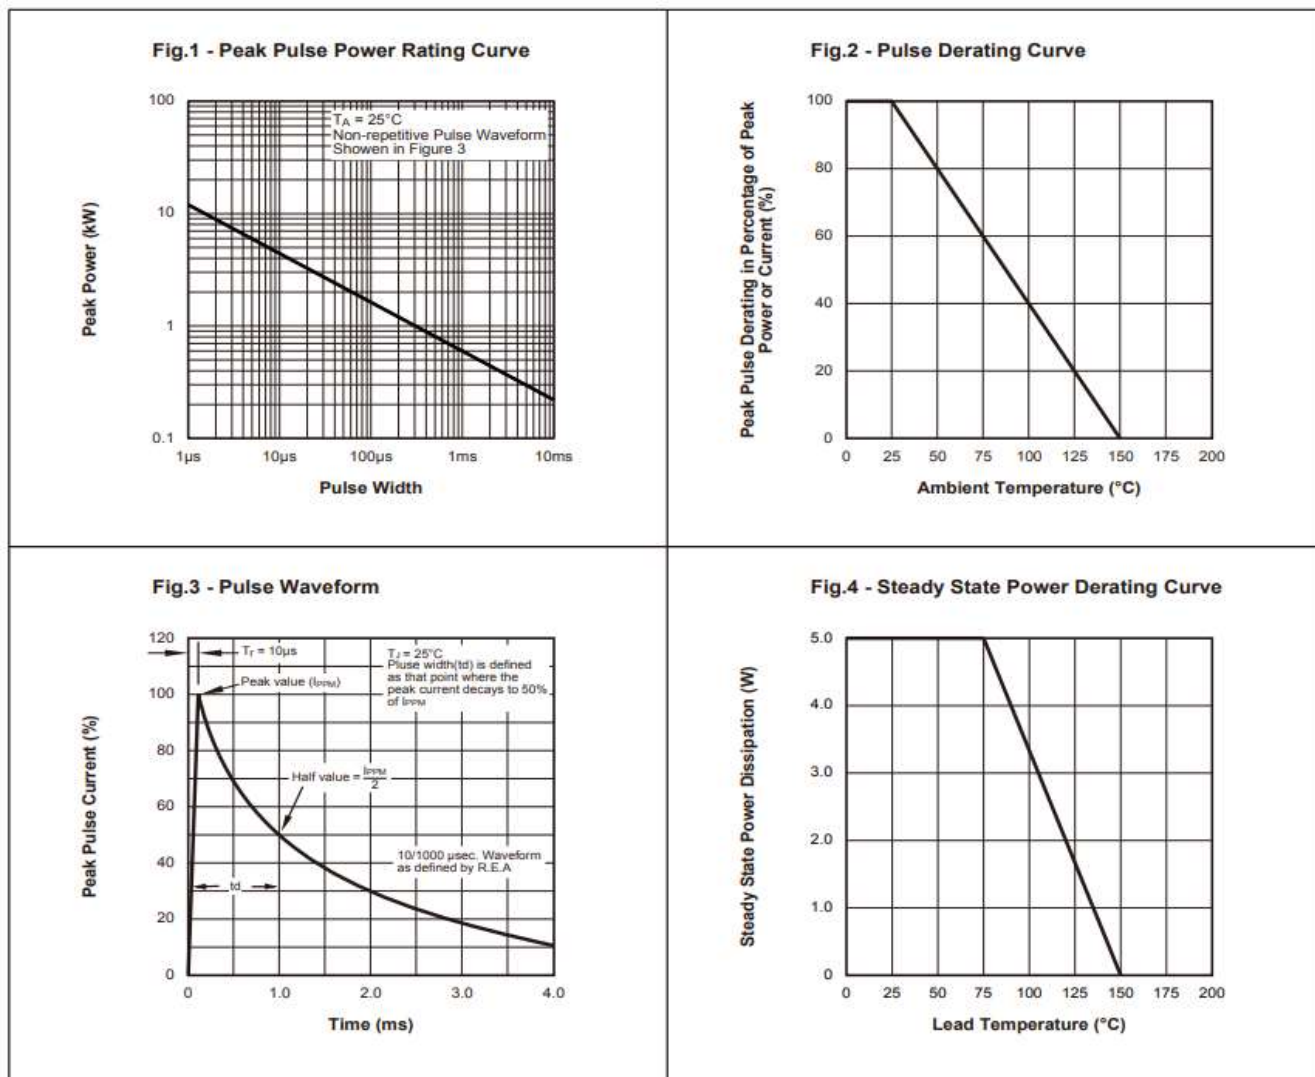 Fig.1 - Peak Pulse Power Rating Curve
Peak Power (kW)
100
10
1
0.1
TA = 25°C
Non-repetitive Pulse Waveform
Showen in Figure 3
1μs 10μs 100μs 1ms 10ms
Pulse Width
Fig.2 - Pulse Derating Curve
Peak Pulse Derating in Percentage of Peak
Power or Current (%)
100
80
60
40
20
0
0 25 50 75 100 125 150 175 200
Ambient Temperature (°C)
Fig.3 - Pulse Waveform
Peak Pulse Current (%)
120
100
80
60
40
20
0
Tr = 10μs
Peak value (IPPM)
TJ = 25°C
Pluse width(td) is defined
as that point where the
peak current decays to 50%
of IPPM
Half value = IPPM
2
10/1000 μsec. Waveform
as defined by R.E.A
td
0 1.0 2.0 3.0 4.0
Time (ms)
Fig.4 - Steady State Power Derating Curve
Steady State Power Dissipation (W)
5.0
4.0
3.0
2.0
1.0
0
0 25 50 75 100 125 150 175 200
Lead Temperature (°C)